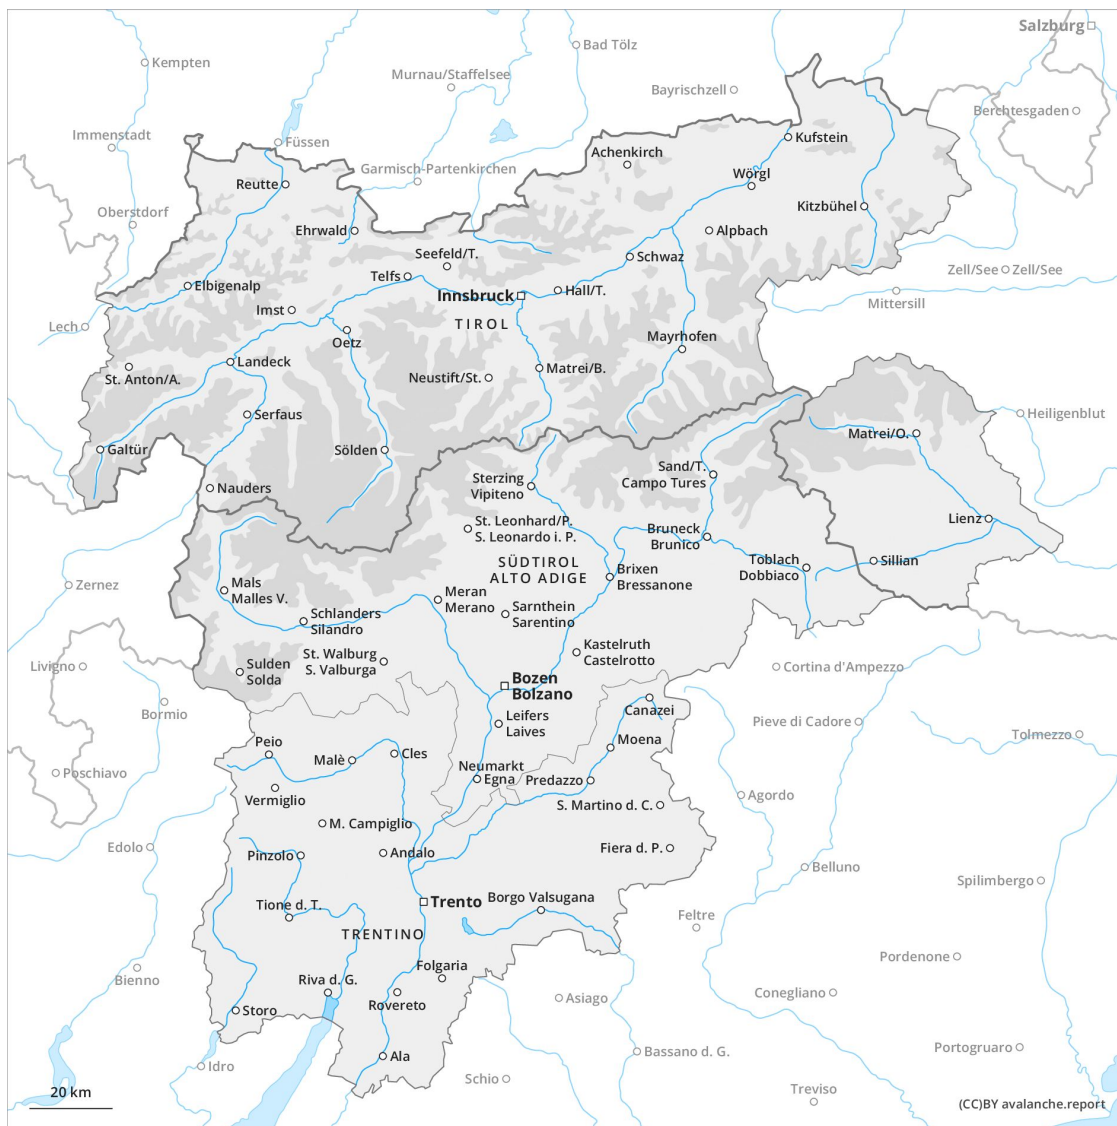 Salzburg
Bad Tölz
Kempten
Murnau/Staffelsee
Bayrischzell
Berchtesgaden
Immenstadt
Füssen
Kufstein
Achenkirch
Garmisch-Partenkirchen
Wörgl
Reutte
Oberstdorf
Kitzbühel
Ehrwald
Alpbach
Seefeld/T.
Schwaz
Telfs
Zell/See
Zell/See
Elbigenalp
Innsbruck
Hall/T.
Mittersill
Imst
TIROL
Lech
Oetz
Mayrhofen
Landeck
Matrei/B.
St. Anton/A.
Neustift/St.
Serfaus
Heiligenblut
Matrei/O.
Galtür
Sölden
Sterzing
Vipiteno
Sand/T.
Campo Tures
Nauders
Lienz
St. Leonhard/P.
S. Leonardo i. P.
Bruneck
Brunico
SÜDTIROL
ALTO ADIGE
Toblach
Dobbiaco
Sillian
Brixen
Bressanone
Zernez
Mals
Malles V.
Meran
Merano
Schlanders
Silandro
Sarnthein
Sarentino
Kastelruth
Castelrotto
St. Walburg
S. Valburga
Livigno
Sulden
Solda
Cortina d'Ampezzo
Bozen
Bolzano
Bormio
Canazei
Leifers
Laives
Pieve di Cadore
Tolmezzo
Peio
Malè
Cles
Moena
Poschiavo
Neumarkt
Egna
Predazzo
Vermiglio
Agordo
S. Martino d. C.
M. Campiglio
Edolo
Pinzolo
Andalo
Fiera d. P.
Belluno
Spilimbergo
Tione d. T.
Trento
Borgo Valsugana
Feltre
TRENTINO
Pordenone
Bienno
Folgaria
Riva d. G.
Rovereto
Asiago
Conegliano
Storo
Ala
Bassano d. G.
Portogruaro
Idro
Schio
Treviso
20 km
(CC)BY avalanche.report